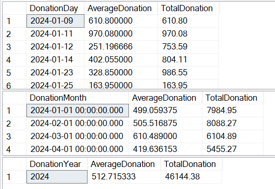 DonationDay AverageDonation TotalDonation
1 2024-01-09 610.800000 610.80
2 2024-01-11 970.080000 970.08
3 2024-01-12 251.196666 753.59
4 2024-01-14 402.055000 804.11
5 2024-01-23 328.850000 986.55
6 2024-01-25 163.950000 163.95
DonationMonth AverageDonation TotalDonation
1 2024-01-01 00:00:00.000 499.059375 7984.95
2 2024-02-01 00:00:00.000 505.516875 8088.27
3 2024-03-01 00:00:00.000 610.489000 6104.89
4 2024-04-01 00:00:00.000 419.636153 5455.27
DonationYear AverageDonation TotalDonation
1 2024 512.715333 46144.38